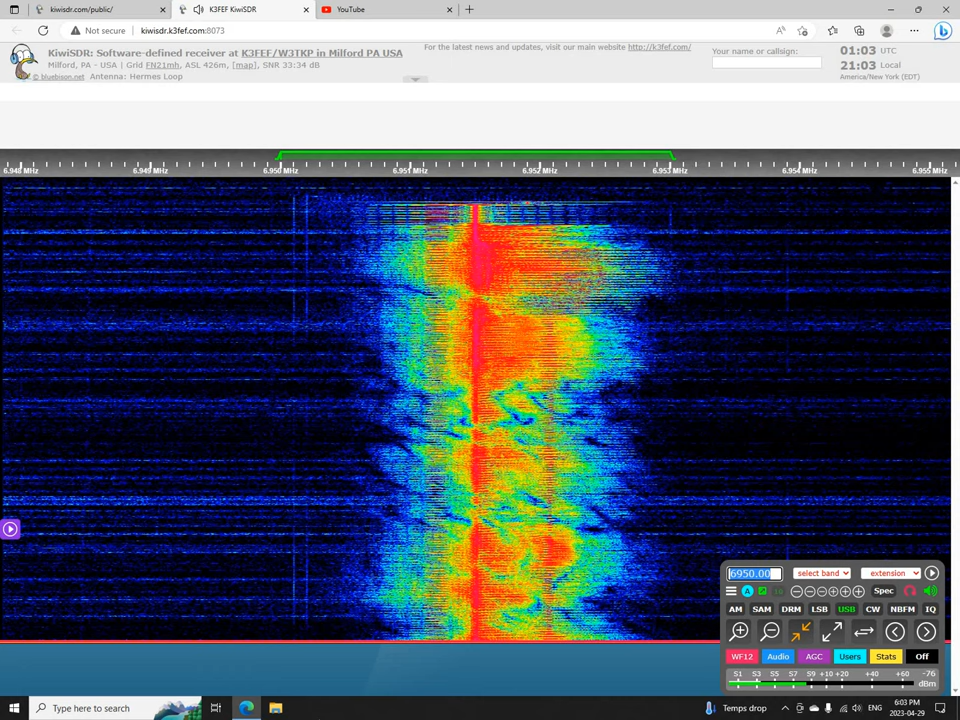 kiwisdr.com/public/
K3FEF KiwiSDR
YouTube
Not secure
kiwisdr.k3fef.com:8073
KiwiSDR: Software-defined receiver at K3FEF/W3TKP in Milford PA USA
Milford, PA - USA | Grid FN21mh, ASL 426m, [map], SNR 33:34 dB
© bluebison.net Antenna: Hermes Loop
For the latest news and updates, visit our main website http://k3fef.com/
Your name or callsign:
01:03 UTC
21:03 Local
America/New York (EDT)
6.948 MHz 6.949 MHz 6.950 MHz 6.951 MHz 6.952 MHz 6.953 MHz 6.954 MHz 6.955 MHz
6950.00 select band extension
A 10 Spec
AM SAM DRM LSB USB CW NBFM IQ
WF12 Audio AGC Users Stats Off
S1 S3 S5 S7 S9 +10 +20 +40 +60 -76
dBm
Type here to search
Temps drop
ENG
6:03 PM
2023-04-29